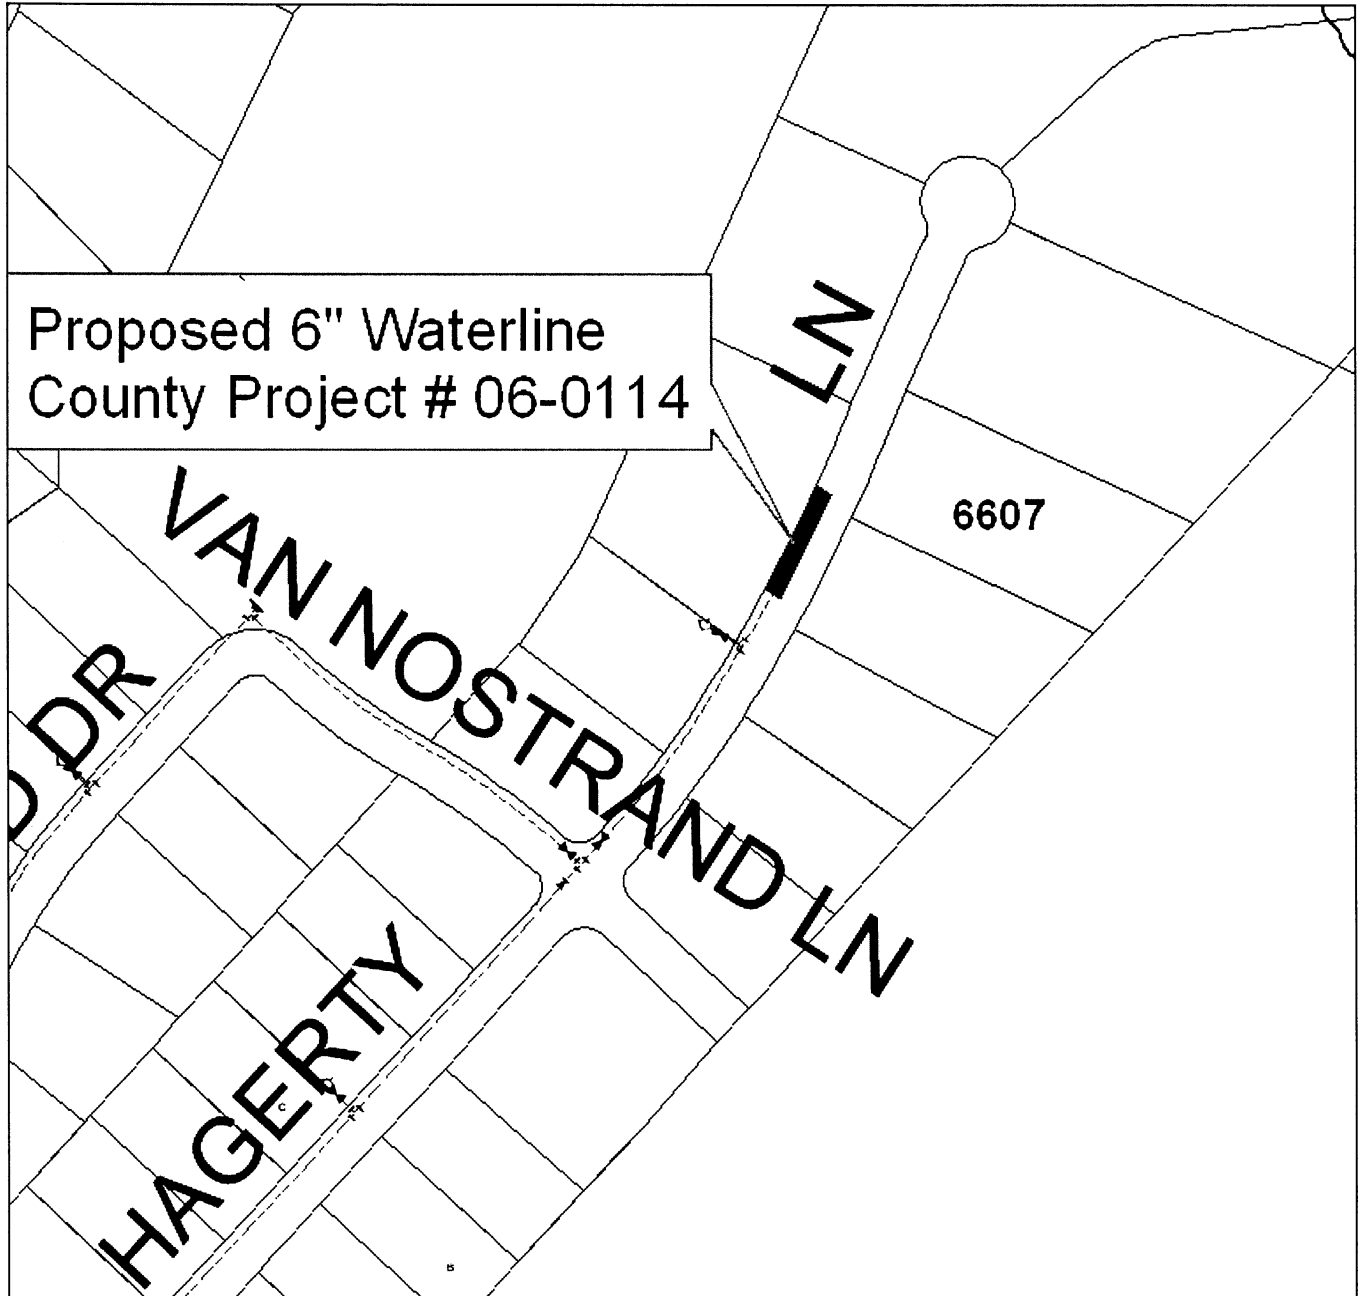 Proposed 6" Waterline
County Project # 06-0114
LN
6607
VAN NOSTRAND LN
D DR
HAGERTY
C
B